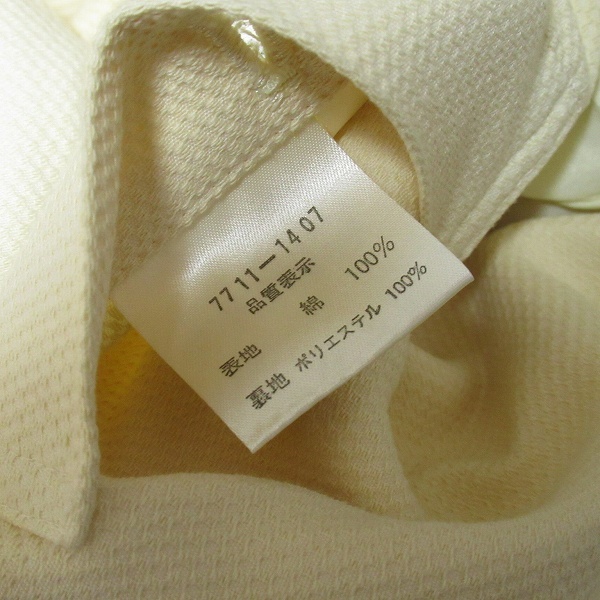 7711-1407
品質表示
表地 綿 100%
裏地 ポリエステル 100%